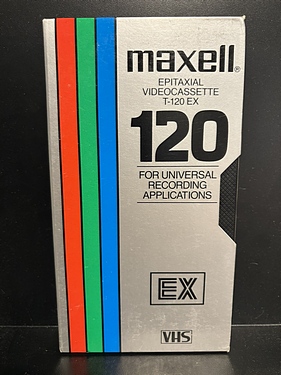 maxell®
EPITAXIAL
VIDEOCASSETTE
T-120 EX
120
FOR UNIVERSAL
RECORDING
APPLICATIONS
EX
VHS